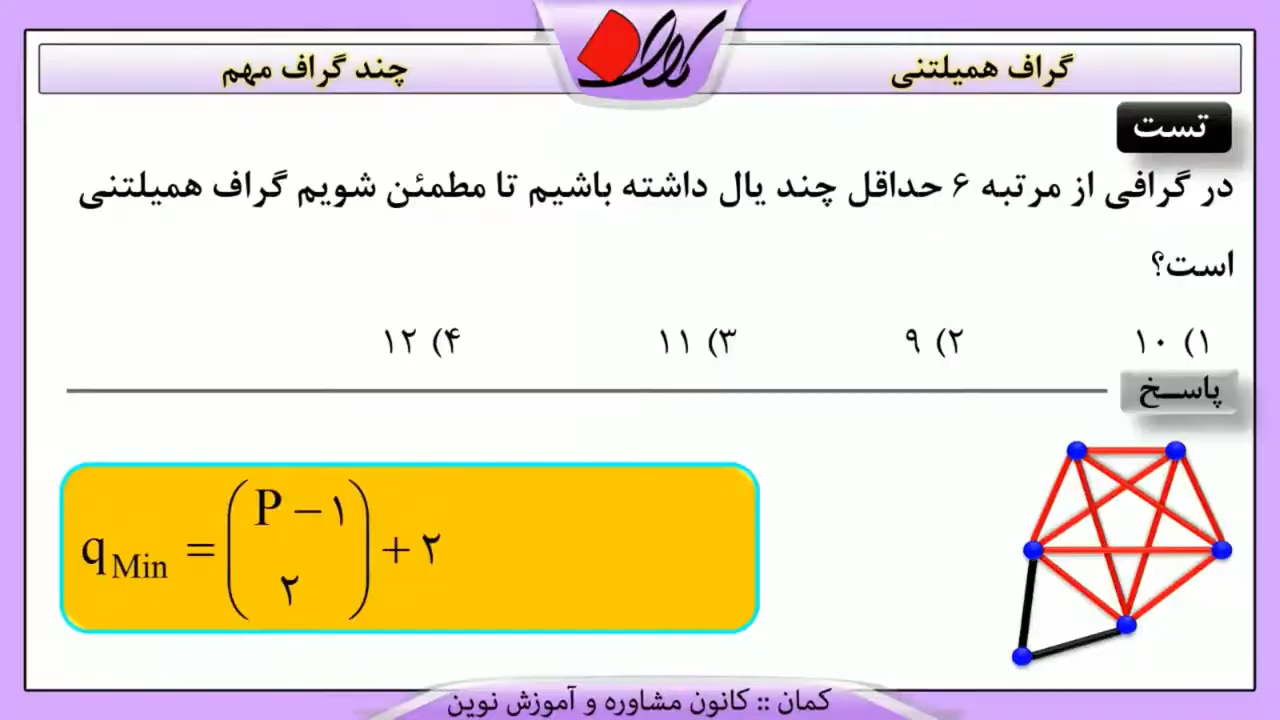 گراف همیلتنی
چند گراف مهم
تست
در گرافی از مرتبه ۶ حداقل چند یال داشته باشیم تا مطمئن شویم گراف همیلتنی
است؟
۱) ۱۰ ۲) ۹ ۳) ۱۱ ۴) ۱۲
پاســخ
q Min = (P − ۱
۲) + ۲
کمان :: کانون مشاوره و آموزش نوین